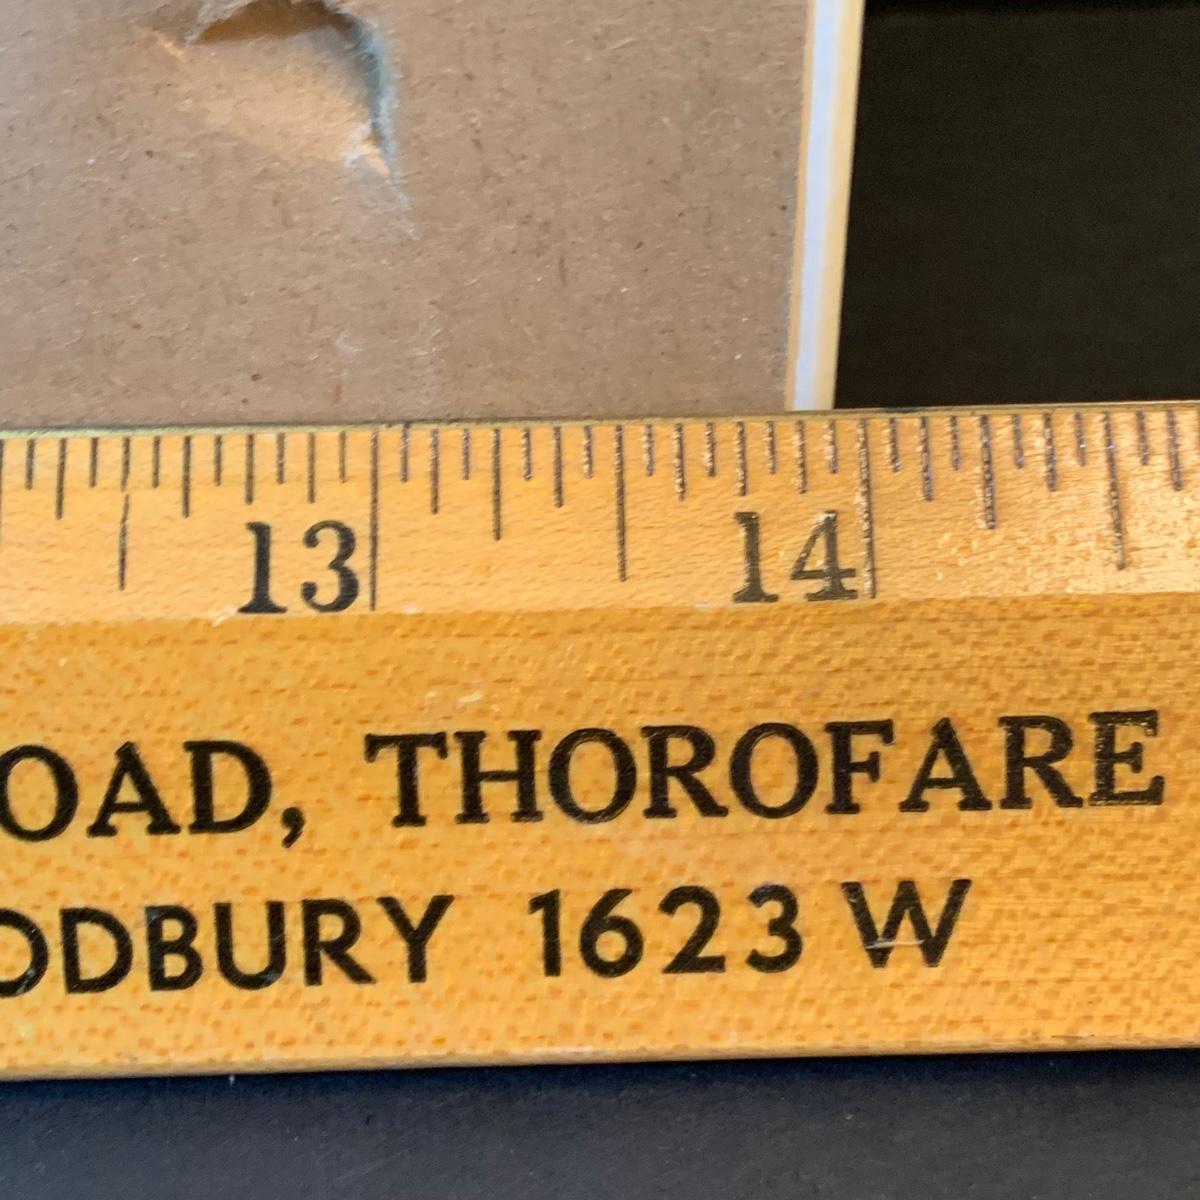 13 14
OAD, THOROFARE
ODBURY 1623 W